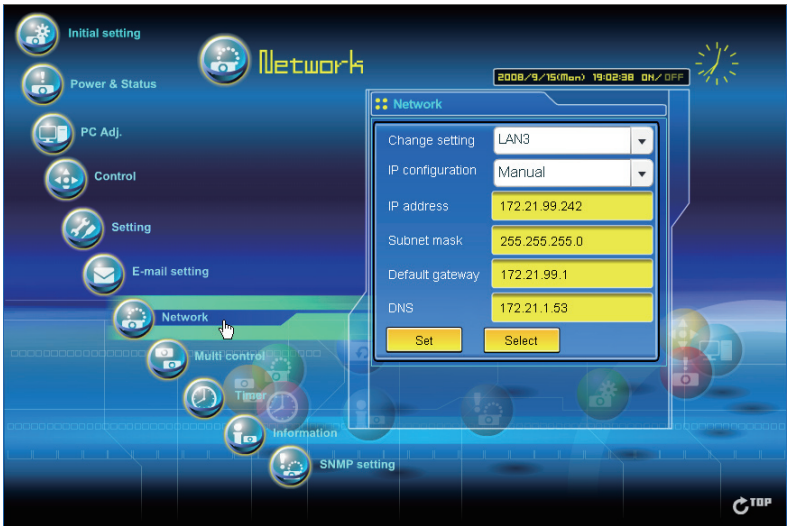 Initial setting
Power & Status
PC Adj.
Control
Setting
E-mail setting
Network
Multi control
Timer
Information
SNMP setting
Network
2008/9/15(Mon) 19:02:38 ON/OFF
Network
Change setting LAN3
IP configuration Manual
IP address 172.21.99.242
Subnet mask 255.255.255.0
Default gateway 172.21.99.1
DNS 172.21.1.53
Set Select
TOP